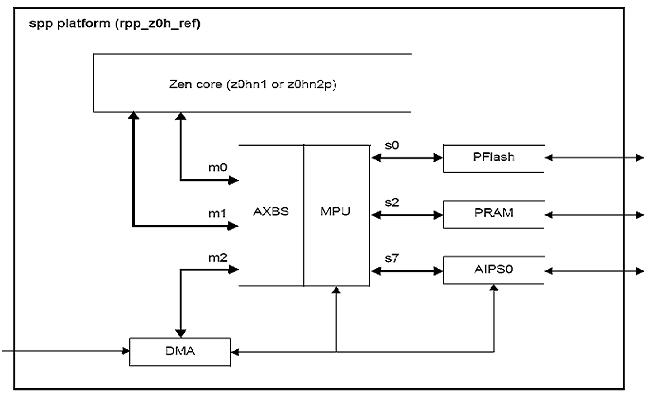 spp platform (rpp_z0h_ref)
Zen core (z0hn1 or z0hn2p)
m0
m1
m2
AXBS
MPU
s0
s2
s7
PFlash
PRAM
AIPS0
DMA